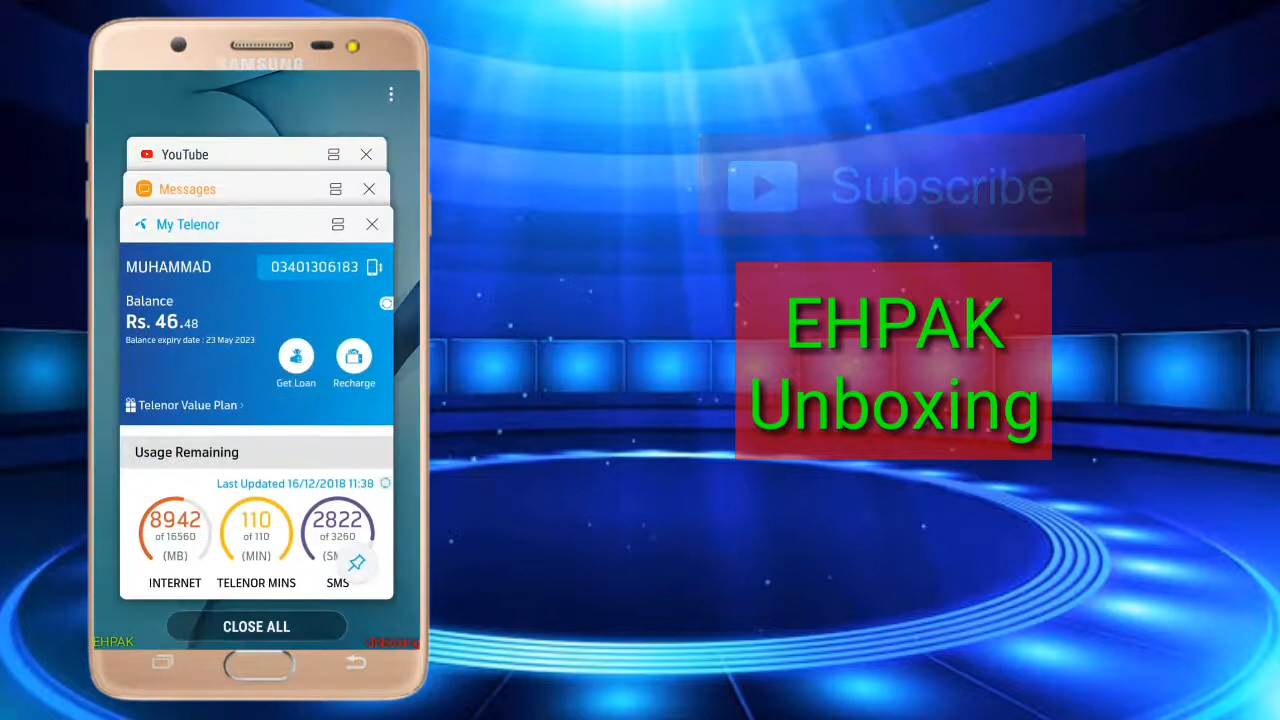 SAMSUNG
YouTube
Messages
My Telenor
MUHAMMAD
03401306183
Balance
Rs. 46.48
Balance expiry date : 23 May 2023
Get Loan
Recharge
Telenor Value Plan ›
Usage Remaining
Last Updated 16/12/2018 11:38
8942
of 16560
(MB)
INTERNET
110
of 110
(MIN)
TELENOR MINS
2822
of 3260
SMS
CLOSE ALL
EHPAK
Unboxing
Subscribe
EHPAK
Unboxing